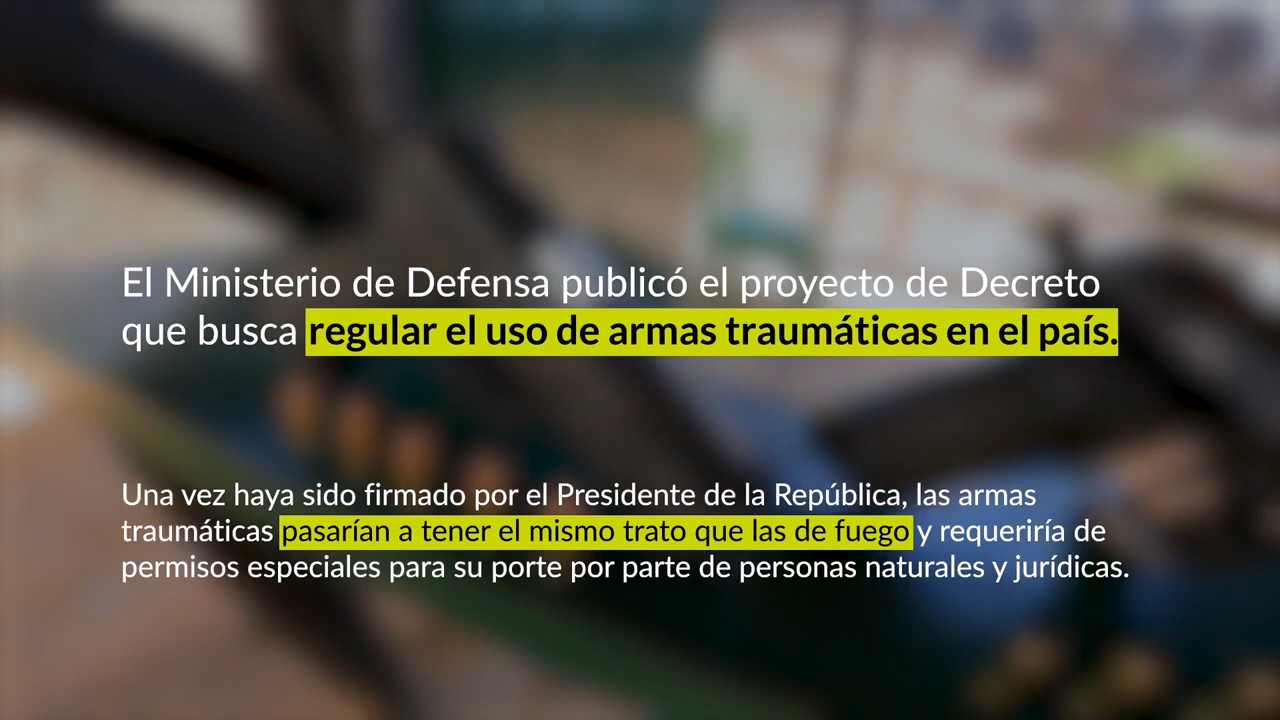 El Ministerio de Defensa publicó el proyecto de Decreto
que busca regular el uso de armas traumáticas en el país.
Una vez haya sido firmado por el Presidente de la República, las armas
traumáticas pasarían a tener el mismo trato que las de fuego y requeriría de
permisos especiales para su porte por parte de personas naturales y jurídicas.